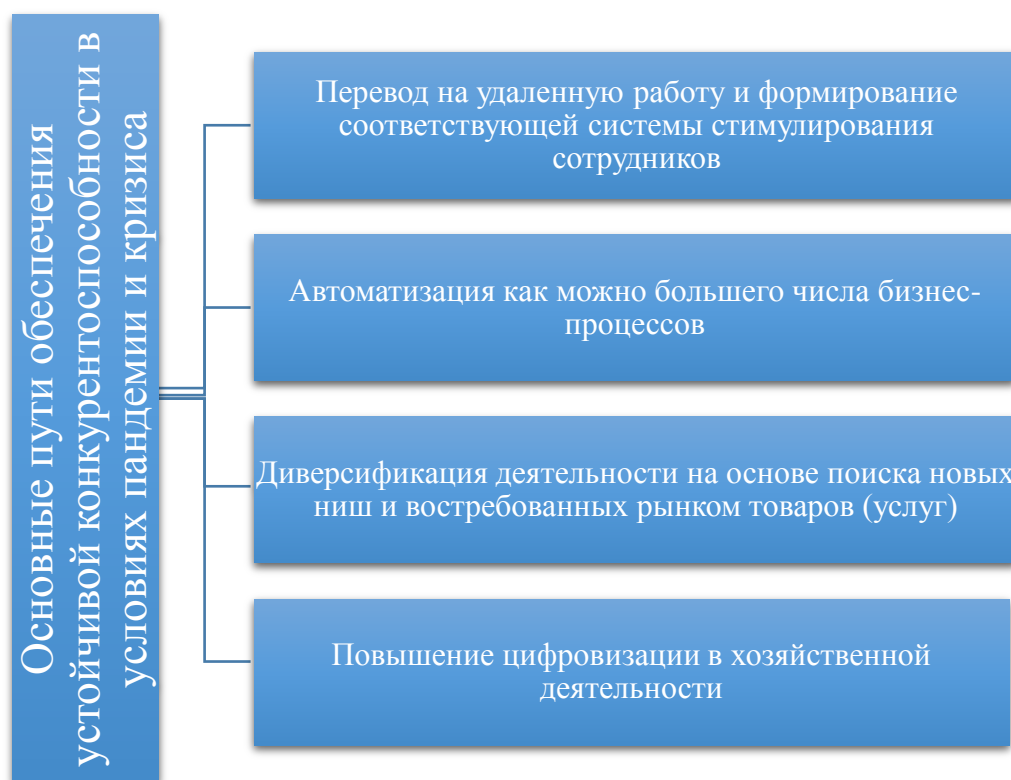 Основные пути обеспечения
устойчивой конкурентоспособности в
условиях пандемии и кризиса
Перевод на удаленную работу и формирование
соответствующей системы стимулирования
сотрудников
Автоматизация как можно большего числа бизнес-
процессов
Диверсификация деятельности на основе поиска новых
ниш и востребованных рынком товаров (услуг)
Повышение цифровизации в хозяйственной
деятельности